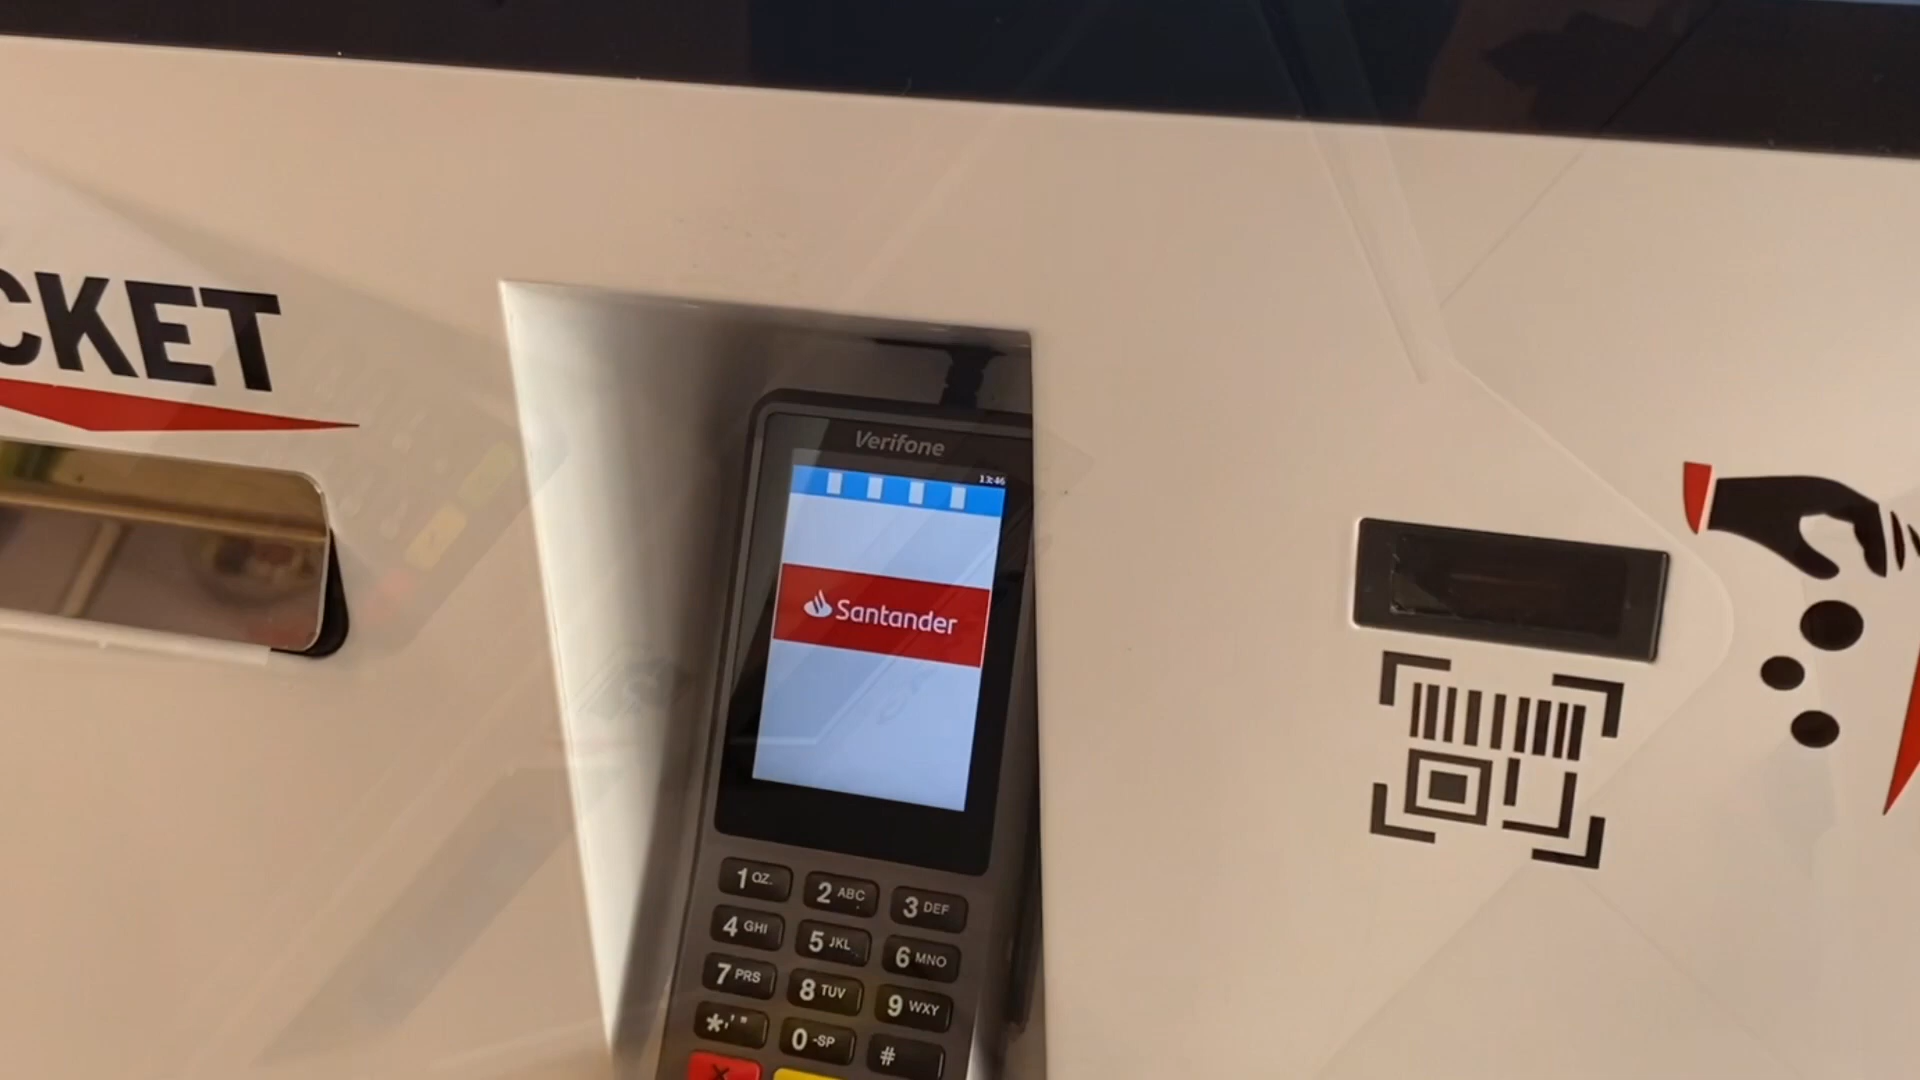 CKET
Verifone
13:46
Santander
1 QZ.
2 ABC
3 DEF
4 GHI
5 JKL
6 MNO
7 PRS
8 TUV
9 WXY
*,'"
0 -SP
#